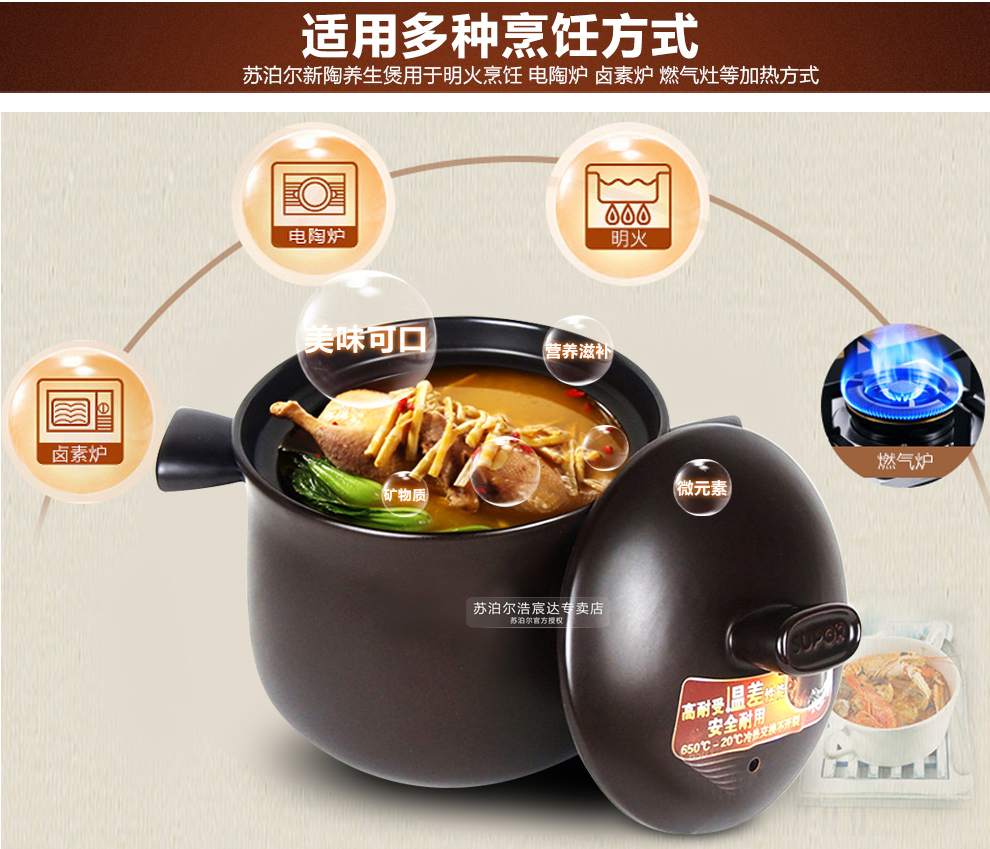 适用多种烹饪方式
苏泊尔新陶养生煲用于明火烹饪 电陶炉 卤素炉 燃气灶等加热方式
电陶炉
明火
美味可口
营养滋补
卤素炉
燃气炉
矿物质
微元素
苏泊尔浩宸达专卖店
苏泊尔官方授权
SUPOR
高耐受温差性能
安全耐用
650℃－20℃冷热交换不开裂